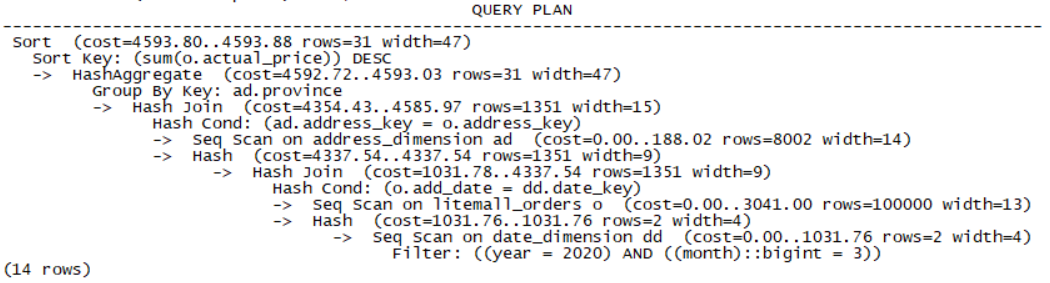 QUERY PLAN
--------------------------------------------------------------------------------------------------------
Sort (cost=4593.80..4593.88 rows=31 width=47)
Sort Key: (sum(o.actual_price)) DESC
-> HashAggregate (cost=4592.72..4593.03 rows=31 width=47)
Group By Key: ad.province
-> Hash Join (cost=4354.43..4585.97 rows=1351 width=15)
Hash Cond: (ad.address_key = o.address_key)
-> Seq Scan on address_dimension ad (cost=0.00..188.02 rows=8002 width=14)
-> Hash (cost=4337.54..4337.54 rows=1351 width=9)
-> Hash Join (cost=1031.78..4337.54 rows=1351 width=9)
Hash Cond: (o.add_date = dd.date_key)
-> Seq Scan on litemall_orders o (cost=0.00..3041.00 rows=100000 width=13)
-> Hash (cost=1031.76..1031.76 rows=2 width=4)
-> Seq Scan on date_dimension dd (cost=0.00..1031.76 rows=2 width=4)
Filter: ((year = 2020) AND ((month)::bigint = 3))
(14 rows)